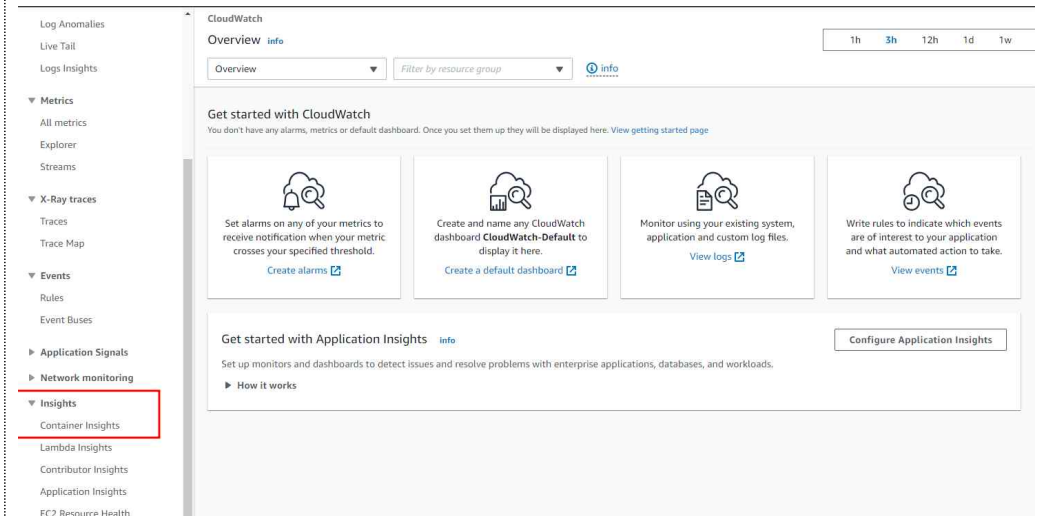 Log Anomalies
Live Tail
Logs Insights
Metrics
All metrics
Explorer
Streams
X-Ray traces
Traces
Trace Map
Events
Rules
Event Buses
Application Signals
Network monitoring
Insights
Container Insights
Lambda Insights
Contributor Insights
Application Insights
EC2 Resource Health
CloudWatch
Overview info
1h 3h 12h 1d 1w
Overview Filter by resource group info
Get started with CloudWatch
You don't have any alarms, metrics or default dashboard. Once you set them up they will be displayed here. View getting started page
Set alarms on any of your metrics to
receive notification when your metric
crosses your specified threshold.
Create alarms
Create and name any CloudWatch
dashboard CloudWatch-Default to
display it here.
Create a default dashboard
Monitor using your existing system,
application and custom log files.
View logs
Write rules to indicate which events
are of interest to your application
and what automated action to take.
View events
Get started with Application Insights info
Configure Application Insights
Set up monitors and dashboards to detect issues and resolve problems with enterprise applications, databases, and workloads.
How it works